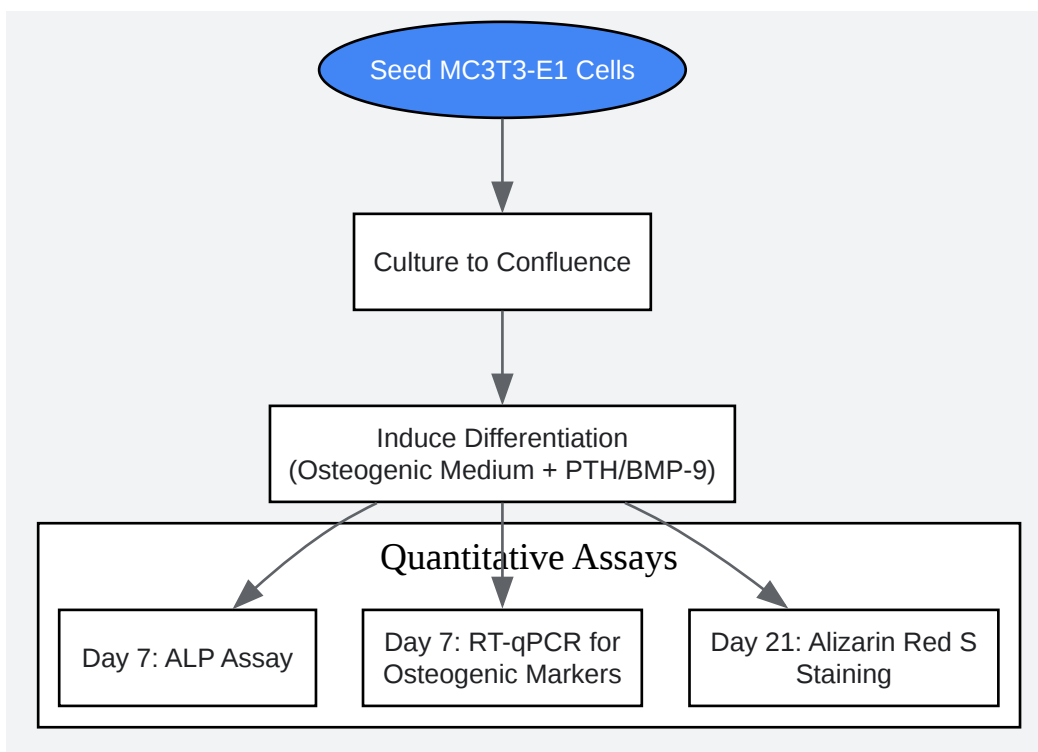 Seed MC3T3-E1 Cells
Culture to Confluence
Induce Differentiation
(Osteogenic Medium + PTH/BMP-9)
Quantitative Assays
Day 7: ALP Assay
Day 7: RT-qPCR for
Osteogenic Markers
Day 21: Alizarin Red S
Staining